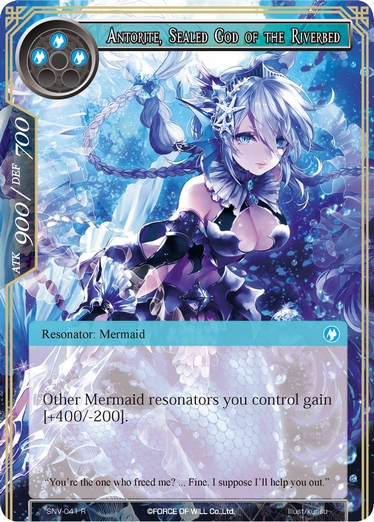 Antorite, Sealed God of the Riverbed
ATK 900 / DEF 700
Resonator: Mermaid
Other Mermaid resonators you control gain
[+400/-200].
"You're the one who freed me? ... Fine. I suppose I'll help you out."
SNV-041 R ©FORCE OF WILL Co.,Ltd. Illust/kurisu